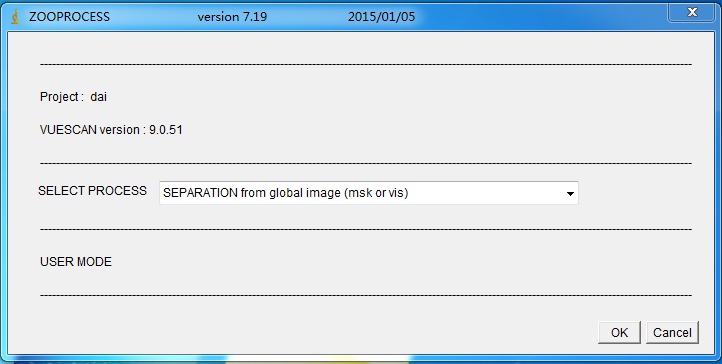 ZOOPROCESS version 7.19 2015/01/05
Project : dai
VUESCAN version : 9.0.51
SELECT PROCESS SEPARATION from global image (msk or vis)
USER MODE
OK Cancel